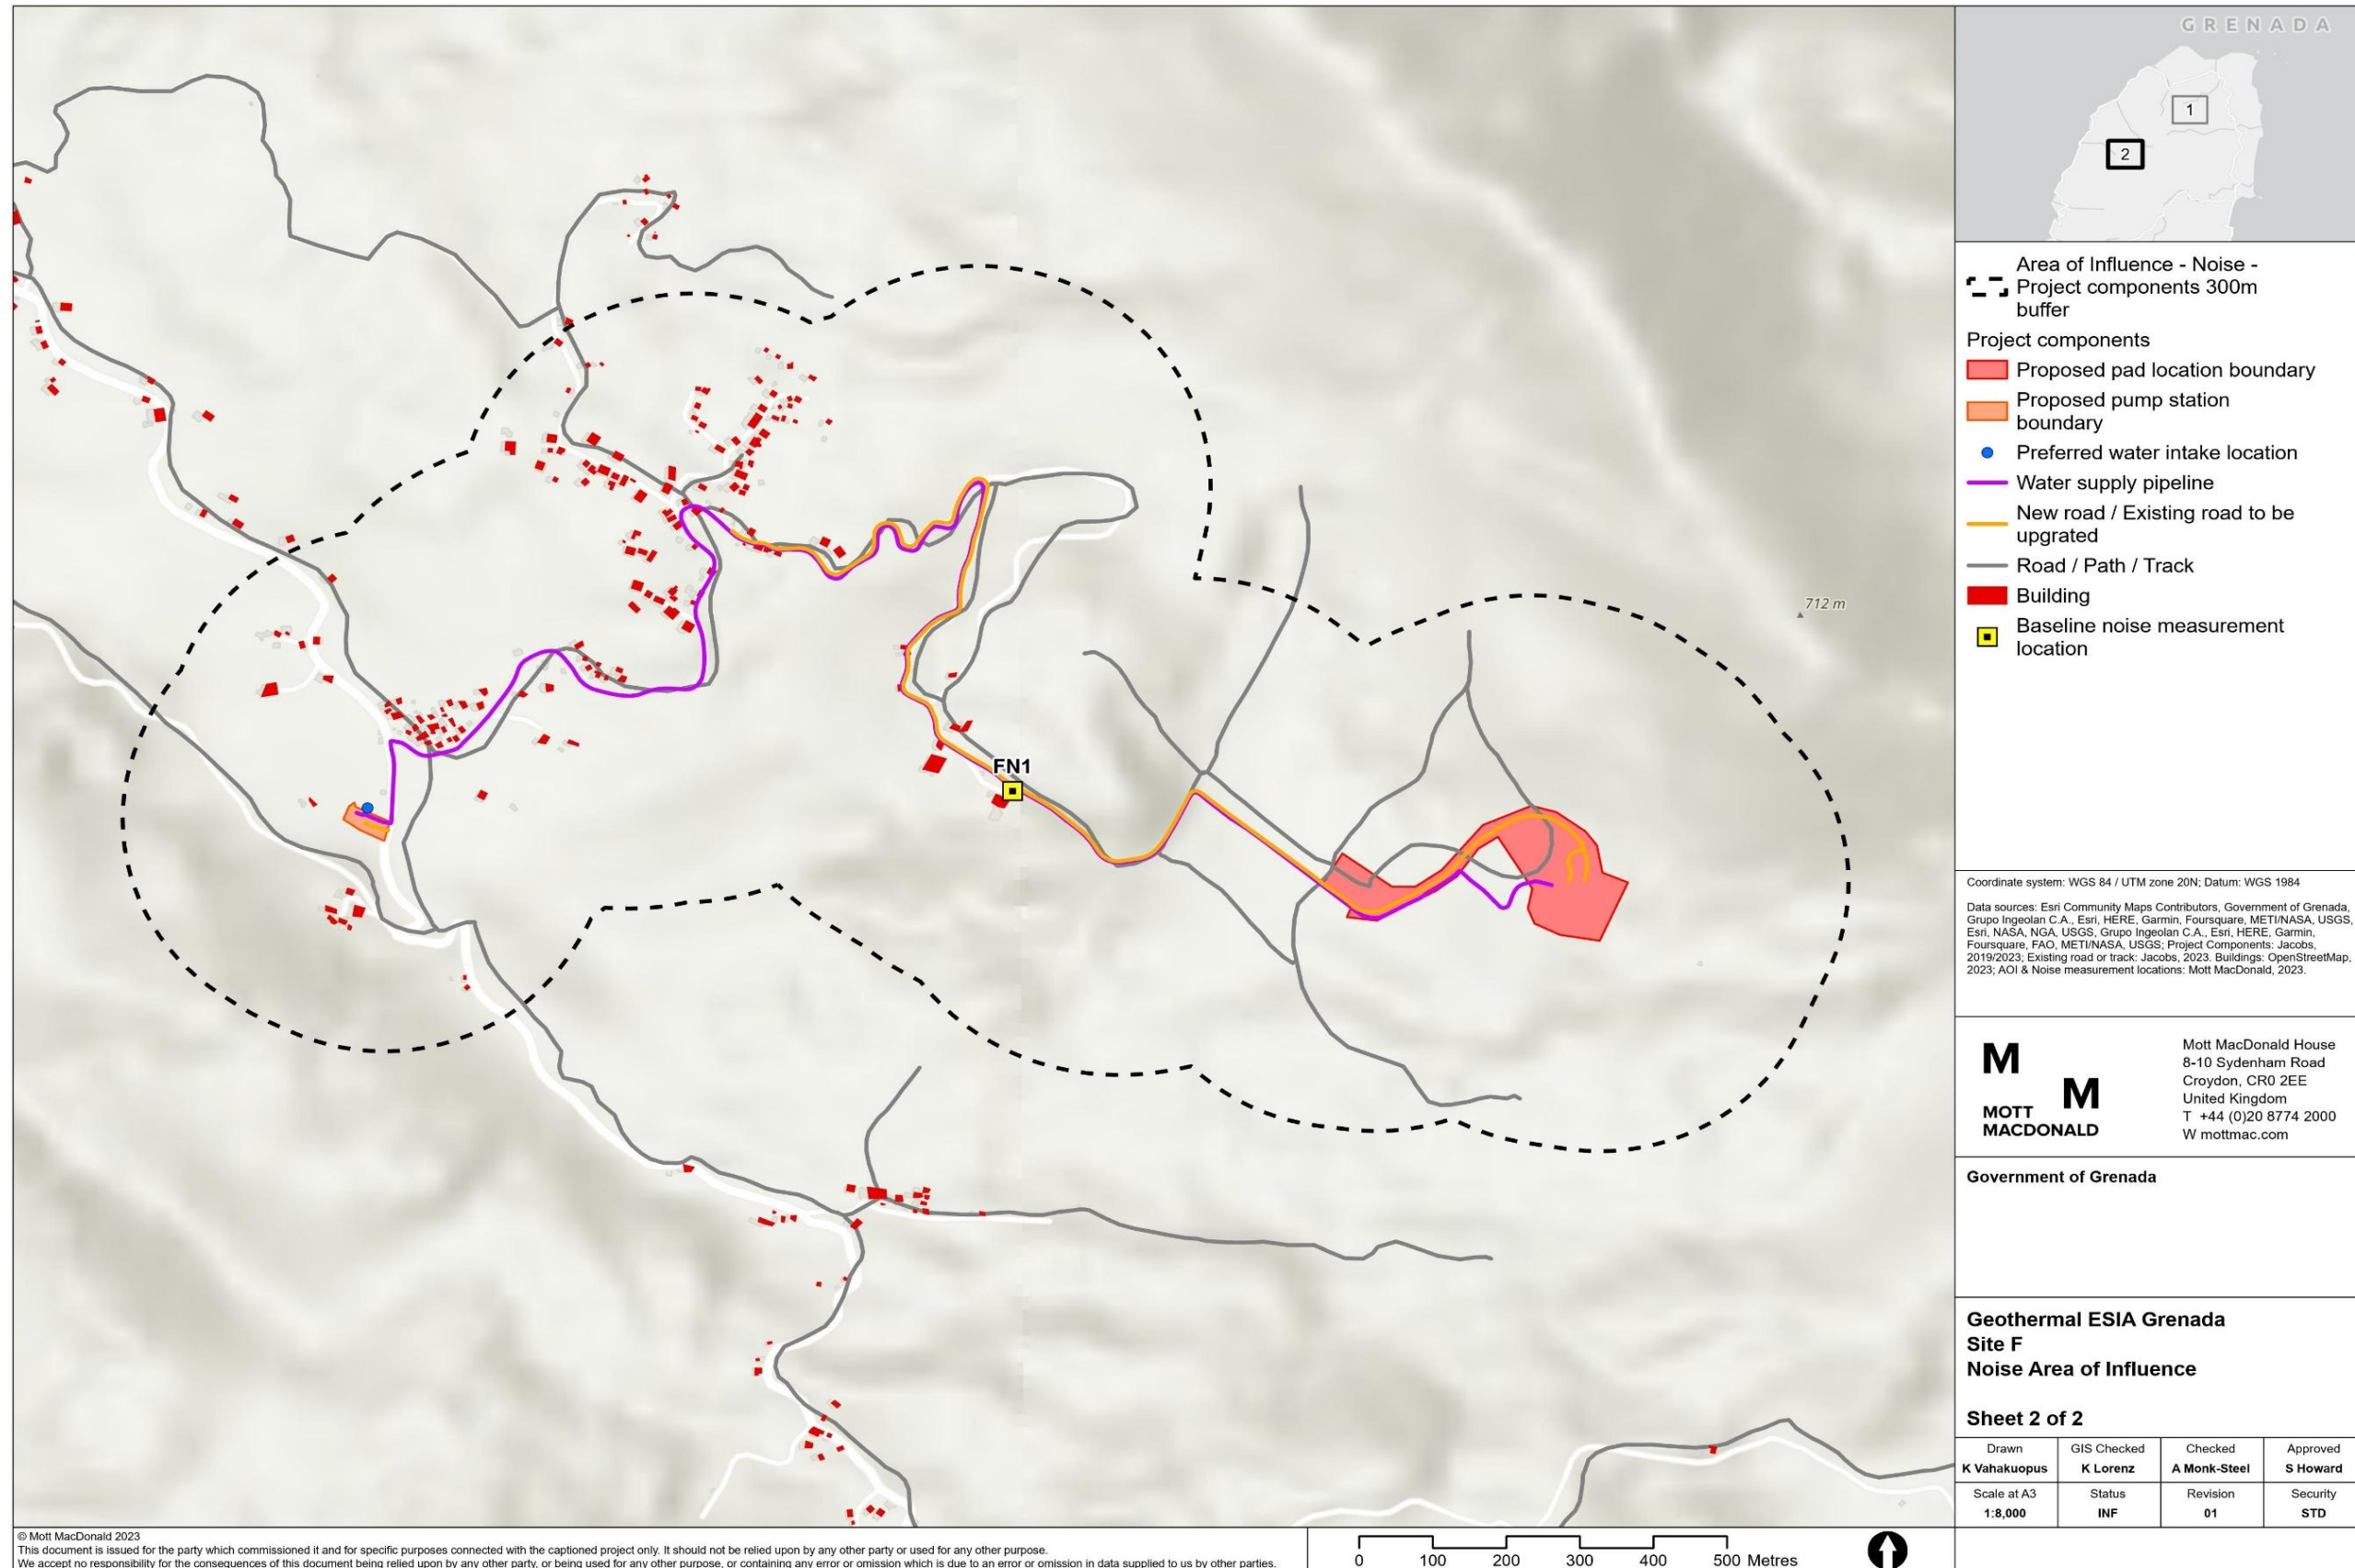 GRENADA
1
2
Area of Influence - Noise -
Project components 300m
buffer
Project components
Proposed pad location boundary
Proposed pump station
boundary
Preferred water intake location
Water supply pipeline
New road / Existing road to be
upgrated
Road / Path / Track
Building
Baseline noise measurement
location
712 m
FN1
Coordinate system: WGS 84 / UTM zone 20N; Datum: WGS 1984
Data sources: Esri Community Maps Contributors, Government of Grenada,
Grupo Ingeolan C.A., Esri, HERE, Garmin, Foursquare, METI/NASA, USGS,
Esri, NASA, NGA, USGS, Grupo Ingeolan C.A., Esri, HERE, Garmin,
Foursquare, FAO, METI/NASA, USGS; Project Components: Jacobs,
2019/2023; Existing road or track: Jacobs, 2023. Buildings: OpenStreetMap,
2023; AOI & Noise measurement locations: Mott MacDonald, 2023.
M
M
MOTT
MACDONALD
Mott MacDonald House
8-10 Sydenham Road
Croydon, CR0 2EE
United Kingdom
T +44 (0)20 8774 2000
W mottmac.com
Government of Grenada
Geothermal ESIA Grenada
Site F
Noise Area of Influence
Sheet 2 of 2
Drawn GIS Checked Checked Approved
K Vahakuopus K Lorenz A Monk-Steel S Howard
Scale at A3 Status Revision Security
1:8,000 INF 01 STD
© Mott MacDonald 2023
This document is issued for the party which commissioned it and for specific purposes connected with the captioned project only. It should not be relied upon by any other party or used for any other purpose.
We accept no responsibility for the consequences of this document being relied upon by any other party, or being used for any other purpose, or containing any error or omission which is due to an error or omission in data supplied to us by other parties.
0 100 200 300 400 500 Metres